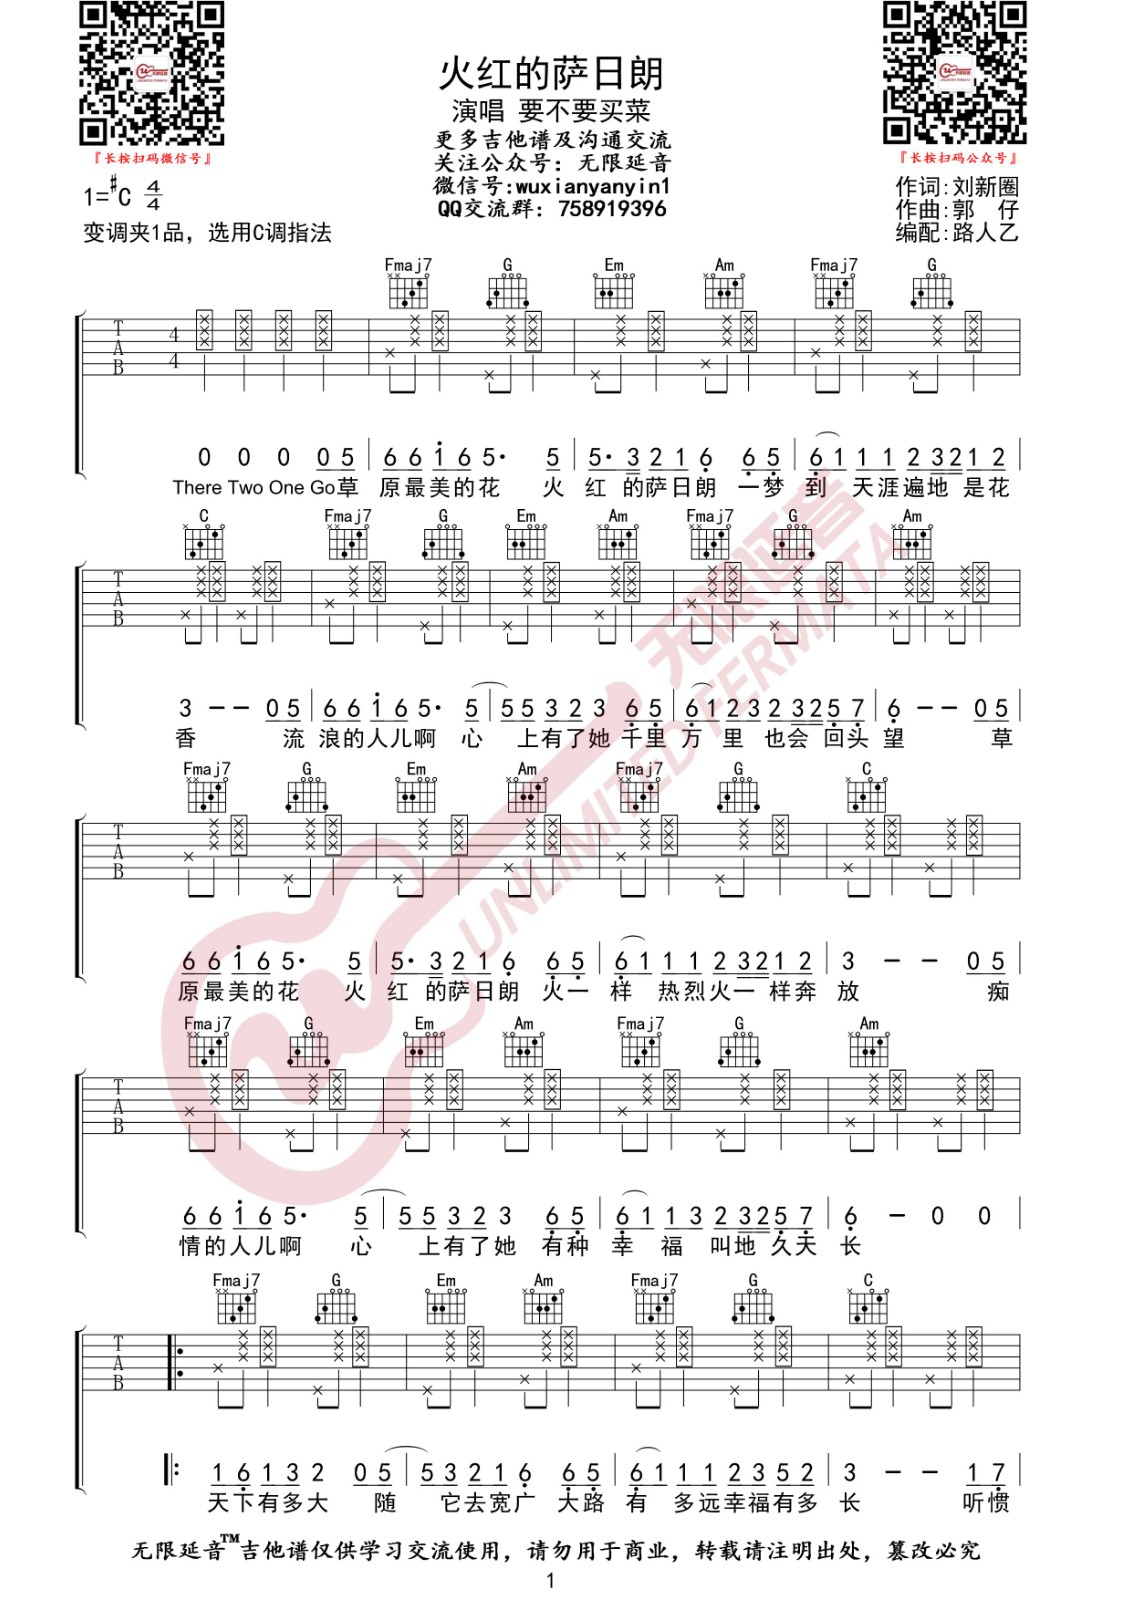 火红的萨日朗
演唱 要不要买菜
更多吉他谱及沟通交流
关注公众号：无限延音
微信号:wuxianyanyin1
QQ交流群：758919396
『长按扫码微信号』
『长按扫码公众号』
1=#C 4/4
变调夹1品，选用C调指法
作词:刘新圈
作曲:郭 仔
编配:路人乙
Fmaj7 G Em Am Fmaj7 G
T A B 4 4
0 0 0 0 5 6 6 1 6 5· 5 5· 3 2 1 6 6 5 6 1 1 1 2 3 2 1 2
There Two One Go草 原最美的花 火 红 的萨日朗 一梦 到 天涯遍地 是花
C Fmaj7 G Em Am Fmaj7 G Am
T A B
3 — — 0 5 6 6 1 6 5· 5 5 5 3 2 3 6 5 6 1 2 3 2 3 2 5 7 6 — — 0 5
香 流 浪的人儿啊 心 上有了她 千里 万 里 也会 回头 望 草
Fmaj7 G Em Am Fmaj7 G C
T A B
6 6 1 6 5· 5 5· 3 2 1 6 6 5 6 1 1 1 2 3 2 1 2 3 — — 0 5
原最美的花 火 红 的萨日朗 火一 样 热烈火一 样奔 放 痴
Fmaj7 G Em Am Fmaj7 G Am
T A B
6 6 1 6 5· 5 5 5 3 2 3 6 5 6 1 1 3 2 3 2 5 7 6 — 0 0
情的人儿啊 心 上有了她 有种 幸 福 叫地 久天 长
Fmaj7 G Em Am Fmaj7 G C
T A B
1 6 1 3 2 0 5 5 3 2 1 6 6 5 6 1 1 1 2 3 5 2 3 — — 1 7
天下有多大 随 它去宽广 大路 有 多远幸福有多 长 听惯
无限延音
UNLIMITED FERMATA
无限延音™吉他谱仅供学习交流使用，请勿用于商业，转载请注明出处，篡改必究
1